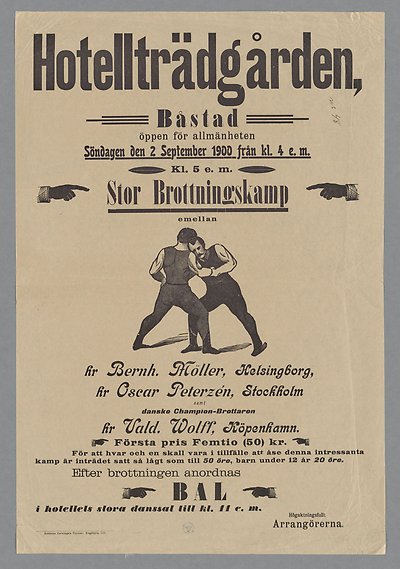 Hotellträdgården,
Båstad
öppen för allmänheten
Söndagen den 2 September 1900 från kl. 4 e. m.
Kl. 5 e. m.
Stor Brottningskamp
emellan
hr Bernh. Möller, Helsingborg,
hr Oscar Peterzén, Stockholm
samt
danske Champion-Brottaren
hr Vald. Wolff, Köpenhamn.
Första pris Femtio (50) kr.
För att hvar och en skall vara i tillfälle att åse denna intressanta
kamp är inträdet satt så lågt som till 50 öre, barn under 12 år 20 öre.
Efter brottningen anordnas
BAL
i hotellets stora danssal till kl. 11 e. m.
Högaktningsfullt
Arrangörerna.